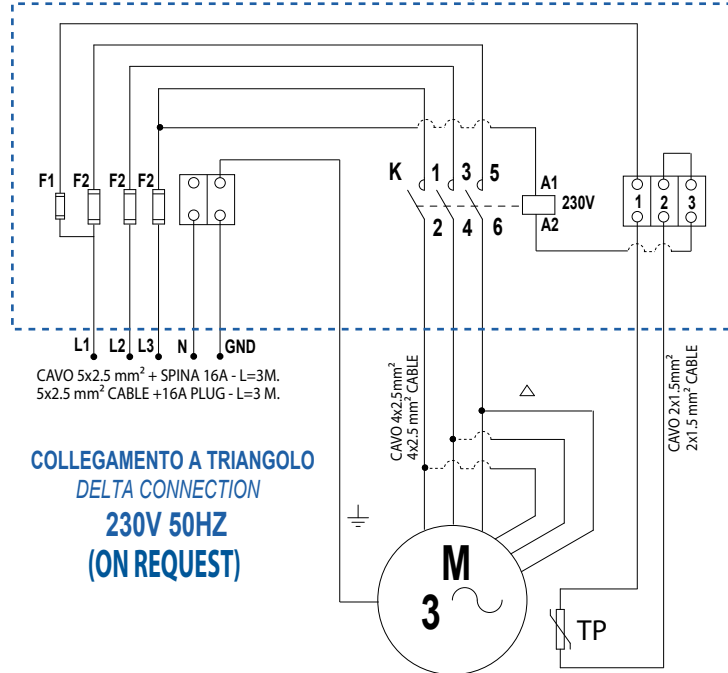 F1 F2 F2 F2
K 1 3 5
A1
230V
A2
2 4 6
1 2 3
L1 L2 L3 N GND
CAVO 5x2.5 mm² + SPINA 16A - L=3M.
5x2.5 mm² CABLE +16A PLUG - L=3 M.
CAVO 4x2.5mm²
4x2.5 mm² CABLE
CAVO 2x1.5mm²
2x1.5 mm² CABLE
COLLEGAMENTO A TRIANGOLO
DELTA CONNECTION
230V 50HZ
(ON REQUEST)
M
3
TP